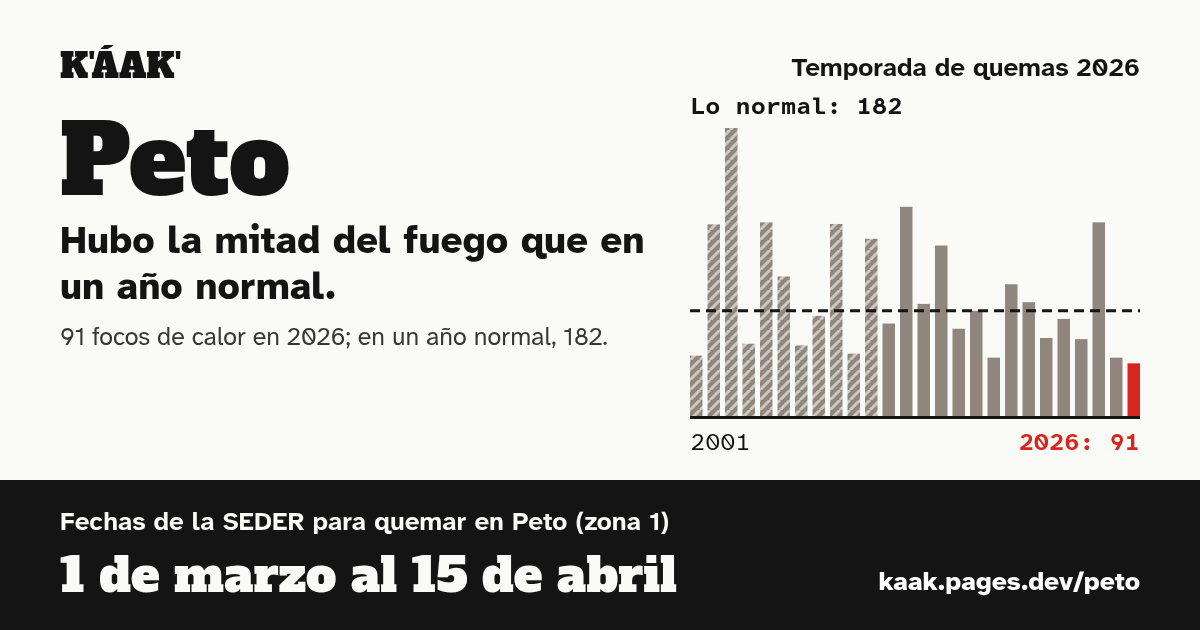 K'ÁAK'
Peto
Hubo la mitad del fuego que en
un año normal.
91 focos de calor en 2026; en un año normal, 182.
Temporada de quemas 2026
Lo normal: 182
2001
2026: 91
Fechas de la SEDER para quemar en Peto (zona 1)
1 de marzo al 15 de abril
kaak.pages.dev/peto